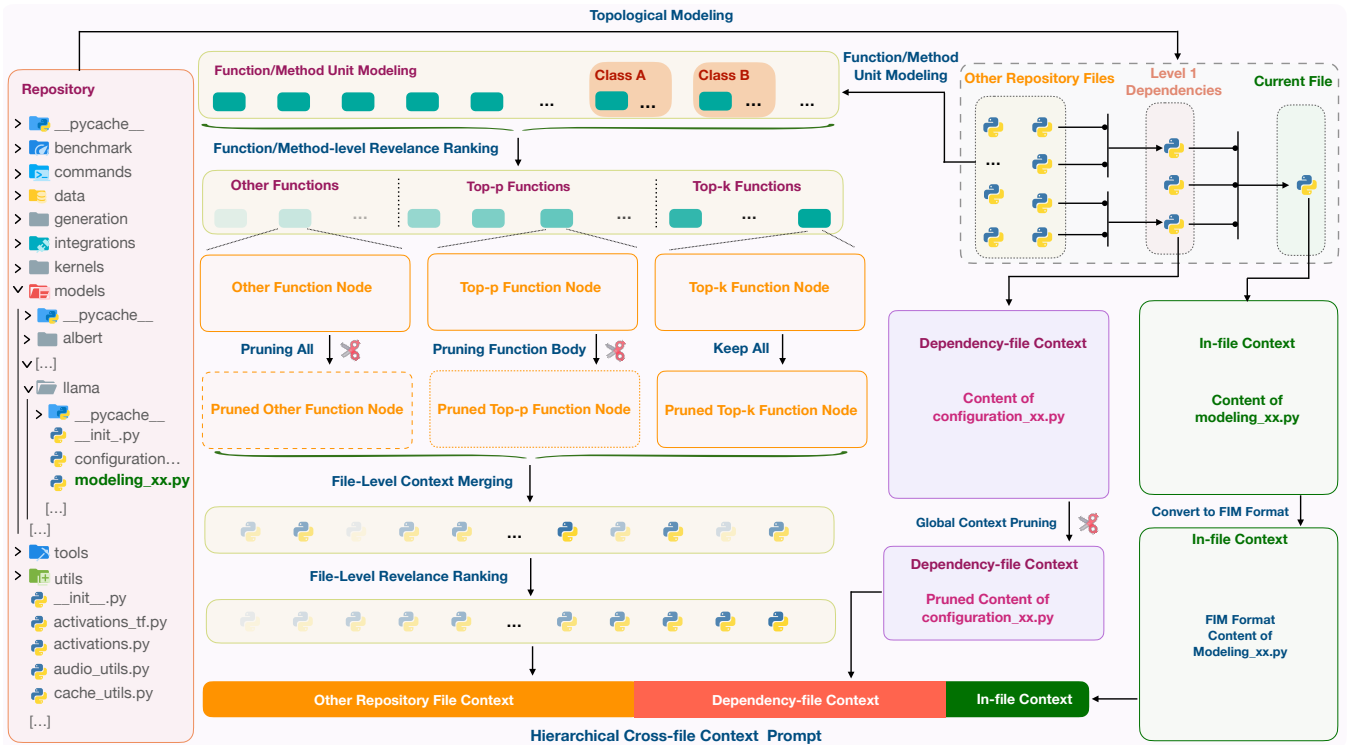 Topological Modeling
Repository
__pycache__
benchmark
commands
data
generation
integrations
kernels
models
__pycache__
albert
[...]
llama
__pycache__
__init_.py
configuration...
modeling_xx.py
[...]
[...]
tools
utils
__init__.py
activations_tf.py
activations.py
audio_utils.py
cache_utils.py
[...]
Function/Method Unit Modeling
...
Class A
...
Class B
...
...
Function/Method-level Revelance Ranking
Other Functions
Top-p Functions
Top-k Functions
...
...
...
Other Function Node
Top-p Function Node
Top-k Function Node
Pruning All
Pruning Function Body
Keep All
Pruned Other Function Node
Pruned Top-p Function Node
Pruned Top-k Function Node
File-Level Context Merging
...
File-Level Revelance Ranking
...
Function/Method
Unit Modeling
Other Repository Files
Level 1
Dependencies
Current File
...
Dependency-file Context
Content of
configuration_xx.py
Global Context Pruning
Dependency-file Context
Pruned Content of
configuration_xx.py
In-file Context
Content of
modeling_xx.py
Convert to FIM Format
In-file Context
FIM Format
Content of
Modeling_xx.py
Other Repository File Context
Dependency-file Context
In-file Context
Hierarchical Cross-file Context Prompt